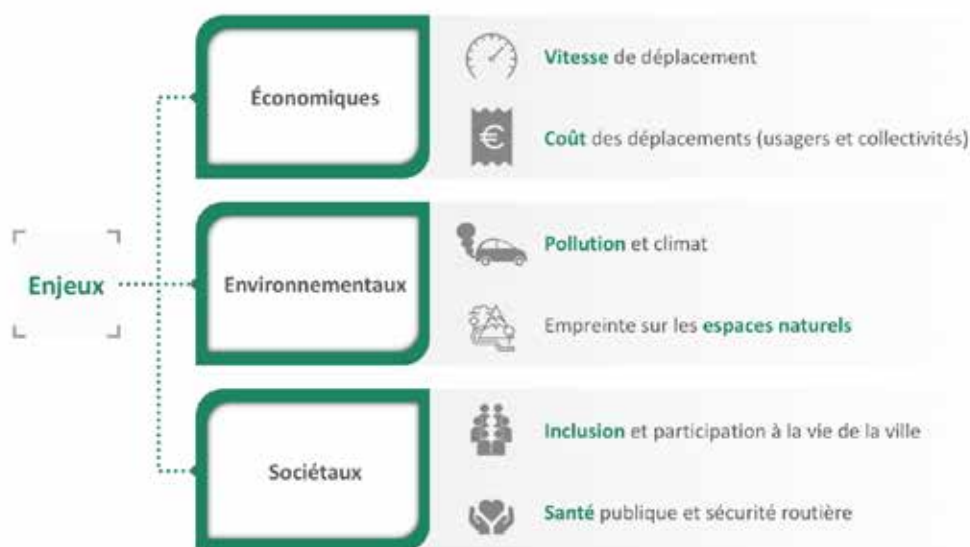 Enjeux
Économiques
Vitesse de déplacement
€
Coût des déplacements (usagers et collectivités)
Environnementaux
Pollution et climat
Empreinte sur les espaces naturels
Sociétaux
Inclusion et participation à la vie de la ville
Santé publique et sécurité routière